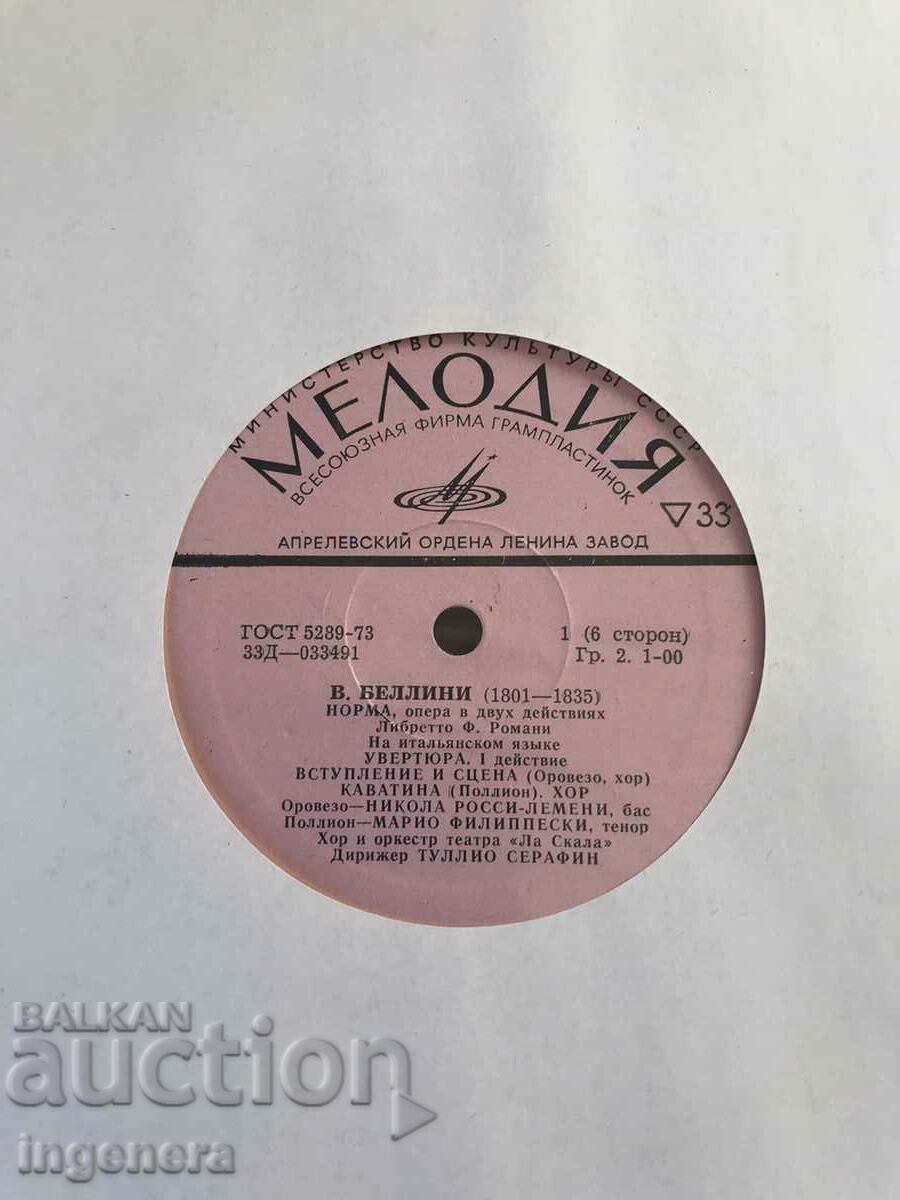 МИНИСТЕРСТВО КУЛЬТУРЫ СССР
МЕЛОДИЯ
ВСЕСОЮЗНАЯ ФИРМА ГРАМПЛАСТИНОК
▽33
АПРЕЛЕВСКИЙ ОРДЕНА ЛЕНИНА ЗАВОД
ГОСТ 5289-73 1 (6 сторон)
33Д—033491 Гр. 2. 1-00
В. БЕЛЛИНИ (1801—1835)
НОРМА, опера в двух действиях
Либретто Ф. Романи
На итальянском языке
УВЕРТЮРА. I действие
ВСТУПЛЕНИЕ И СЦЕНА (Оровезо, хор)
КАВАТИНА (Поллион). ХОР
Оровезо—НИКОЛА РОССИ-ЛЕМЕНИ, бас
Поллион—МАРИО ФИЛИППЕСКИ, тенор
Хор и оркестр театра «Ла Скала»
Дирижер ТУЛЛИО СЕРАФИН
BALKAN
auction
ingenera